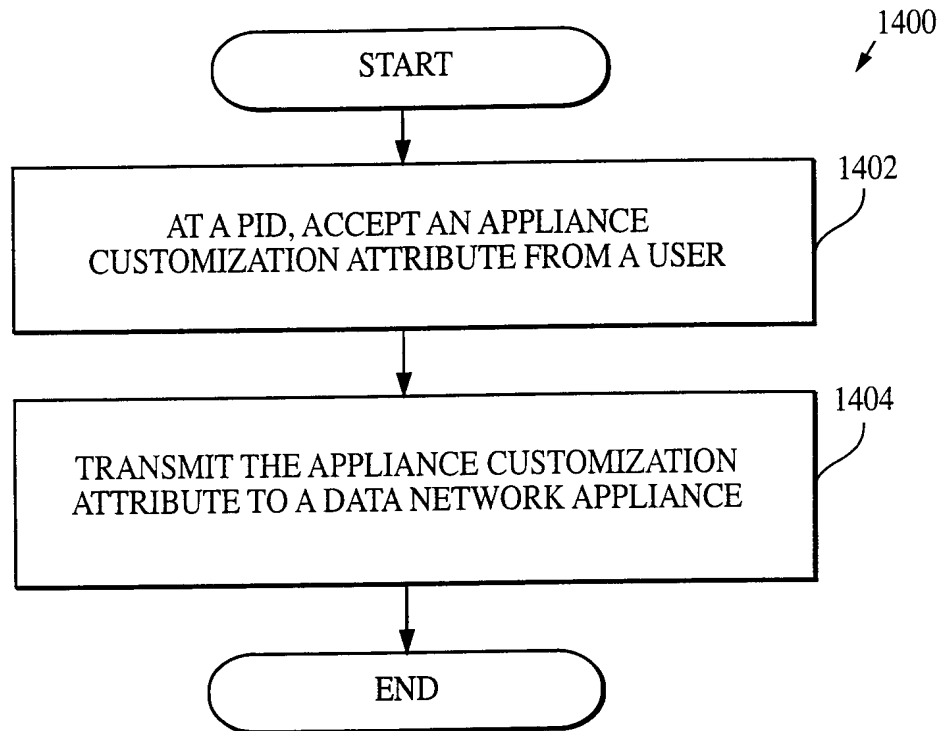 1400
START
1402
AT A PID, ACCEPT AN APPLIANCE
CUSTOMIZATION ATTRIBUTE FROM A USER
1404
TRANSMIT THE APPLIANCE CUSTOMIZATION
ATTRIBUTE TO A DATA NETWORK APPLIANCE
END